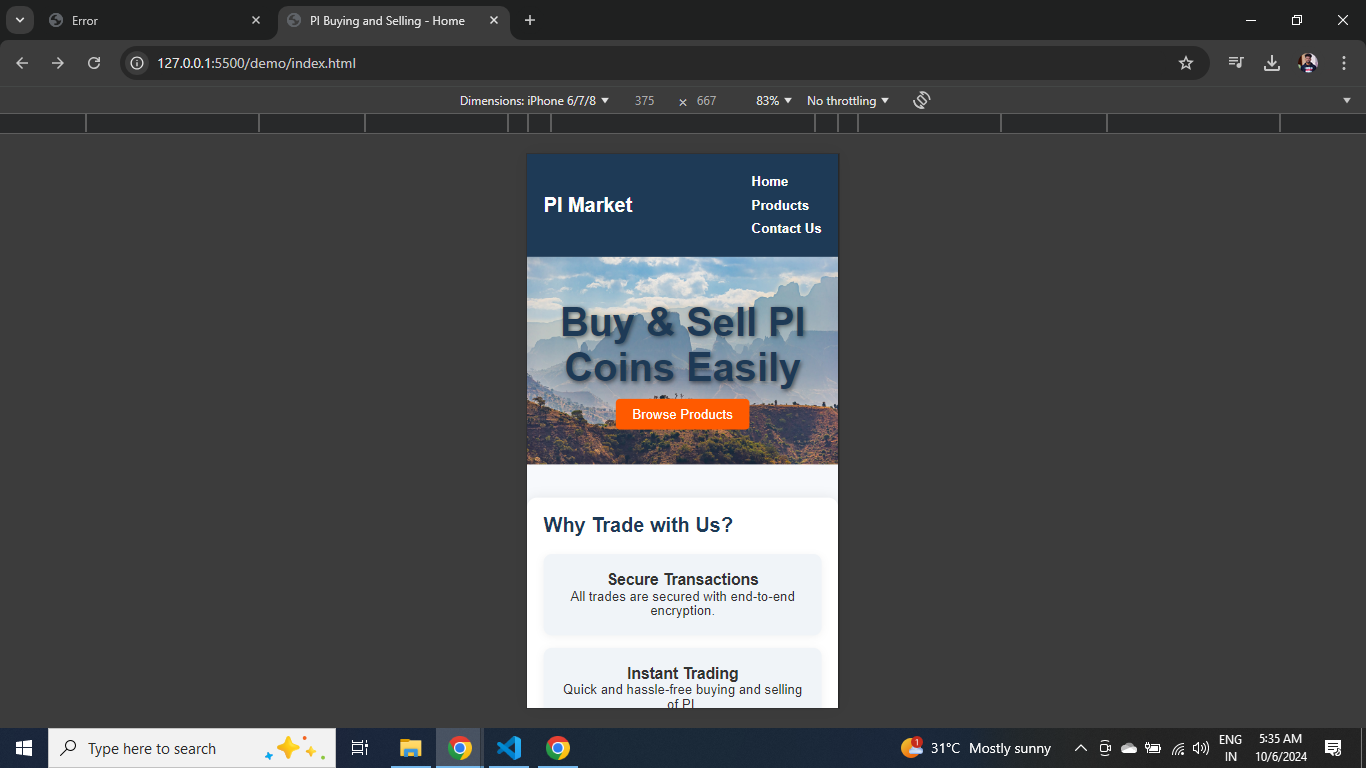 Error
PI Buying and Selling - Home
127.0.0.1:5500/demo/index.html
Dimensions: iPhone 6/7/8 375 × 667 83% No throttling
PI Market
Home
Products
Contact Us
Buy & Sell PI
Coins Easily
Browse Products
Why Trade with Us?
Secure Transactions
All trades are secured with end-to-end
encryption.
Instant Trading
Quick and hassle-free buying and selling
of PI
Type here to search
1
31°C Mostly sunny
ENG
IN
5:35 AM
10/6/2024